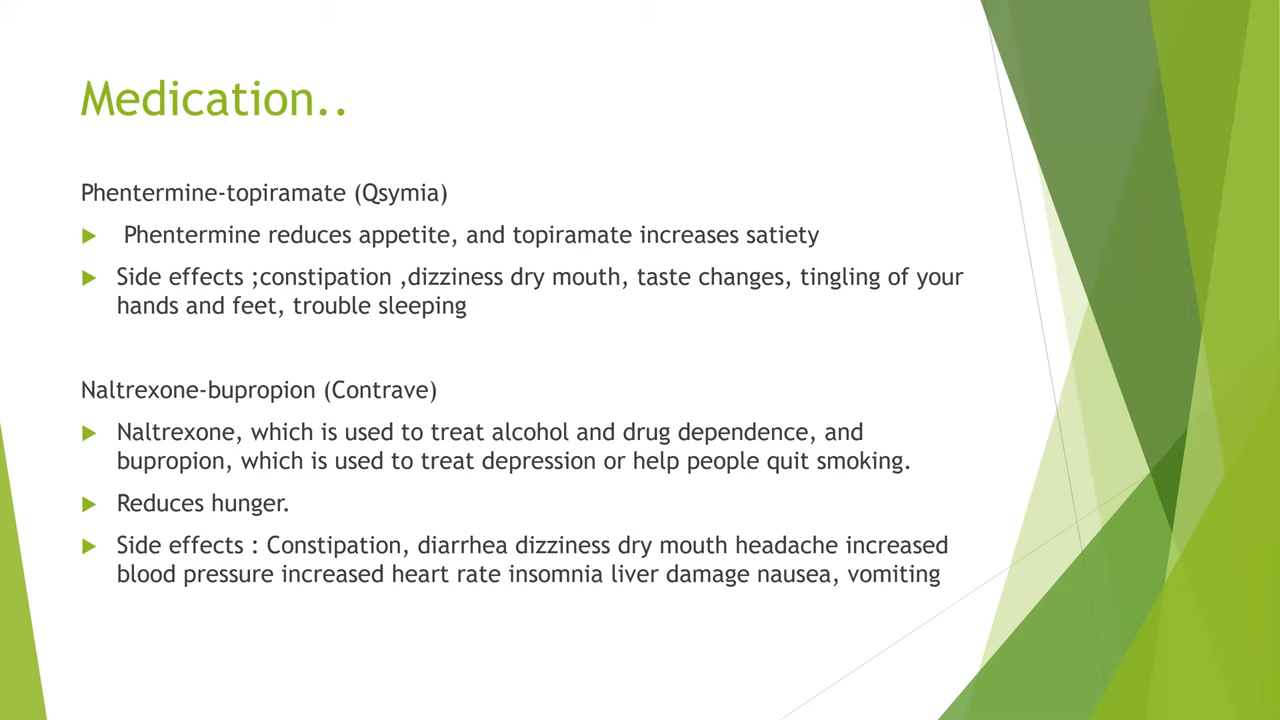 Medication..
Phentermine-topiramate (Qsymia)
Phentermine reduces appetite, and topiramate increases satiety
Side effects ;constipation ,dizziness dry mouth, taste changes, tingling of your
hands and feet, trouble sleeping
Naltrexone-bupropion (Contrave)
Naltrexone, which is used to treat alcohol and drug dependence, and
bupropion, which is used to treat depression or help people quit smoking.
Reduces hunger.
Side effects : Constipation, diarrhea dizziness dry mouth headache increased
blood pressure increased heart rate insomnia liver damage nausea, vomiting